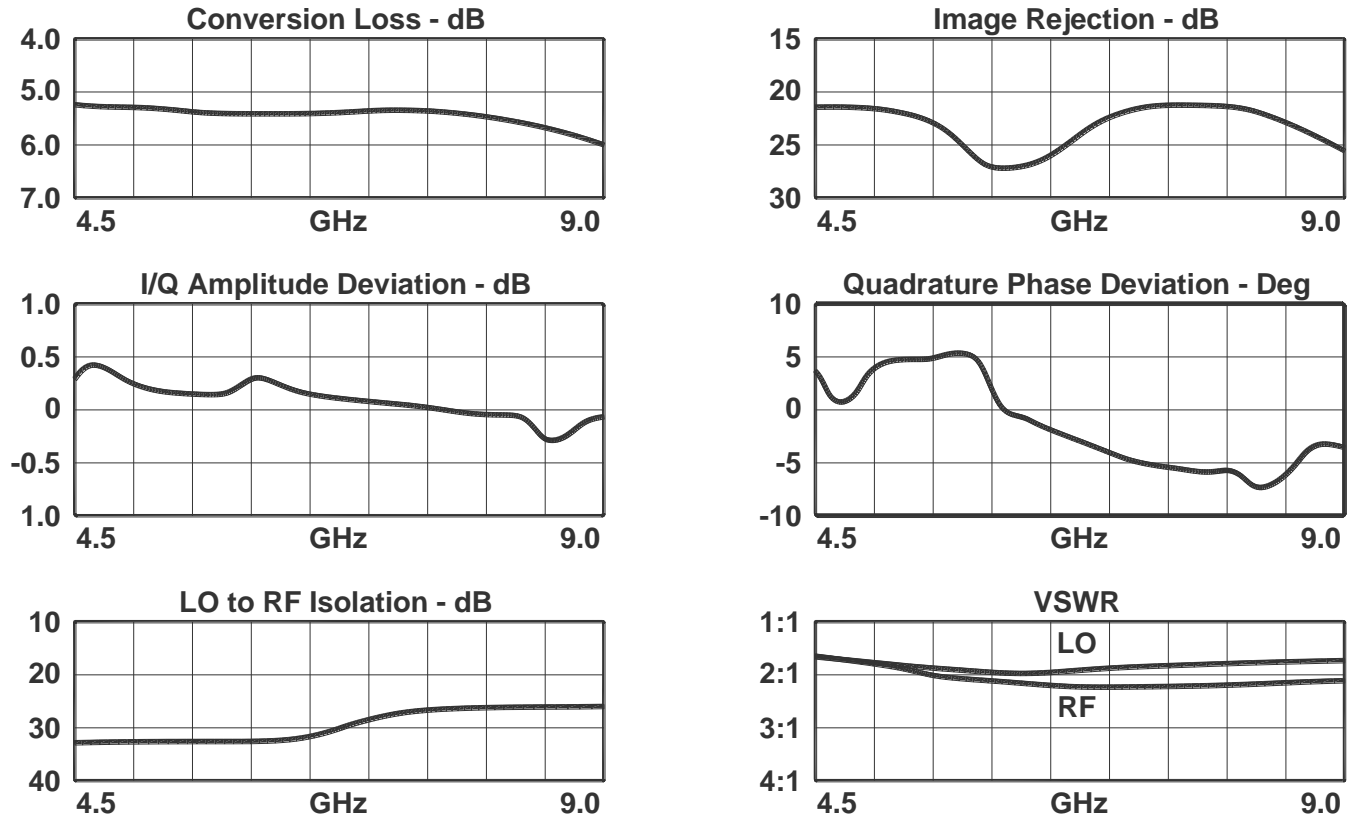 Conversion Loss - dB
4.0
5.0
6.0
7.0
4.5 GHz 9.0
Image Rejection - dB
15
20
25
30
4.5 GHz 9.0
I/Q Amplitude Deviation - dB
1.0
0.5
0
-0.5
1.0
4.5 GHz 9.0
Quadrature Phase Deviation - Deg
10
5
0
-5
-10
4.5 GHz 9.0
LO to RF Isolation - dB
10
20
30
40
4.5 GHz 9.0
VSWR
1:1
2:1
3:1
4:1
LO
RF
4.5 GHz 9.0